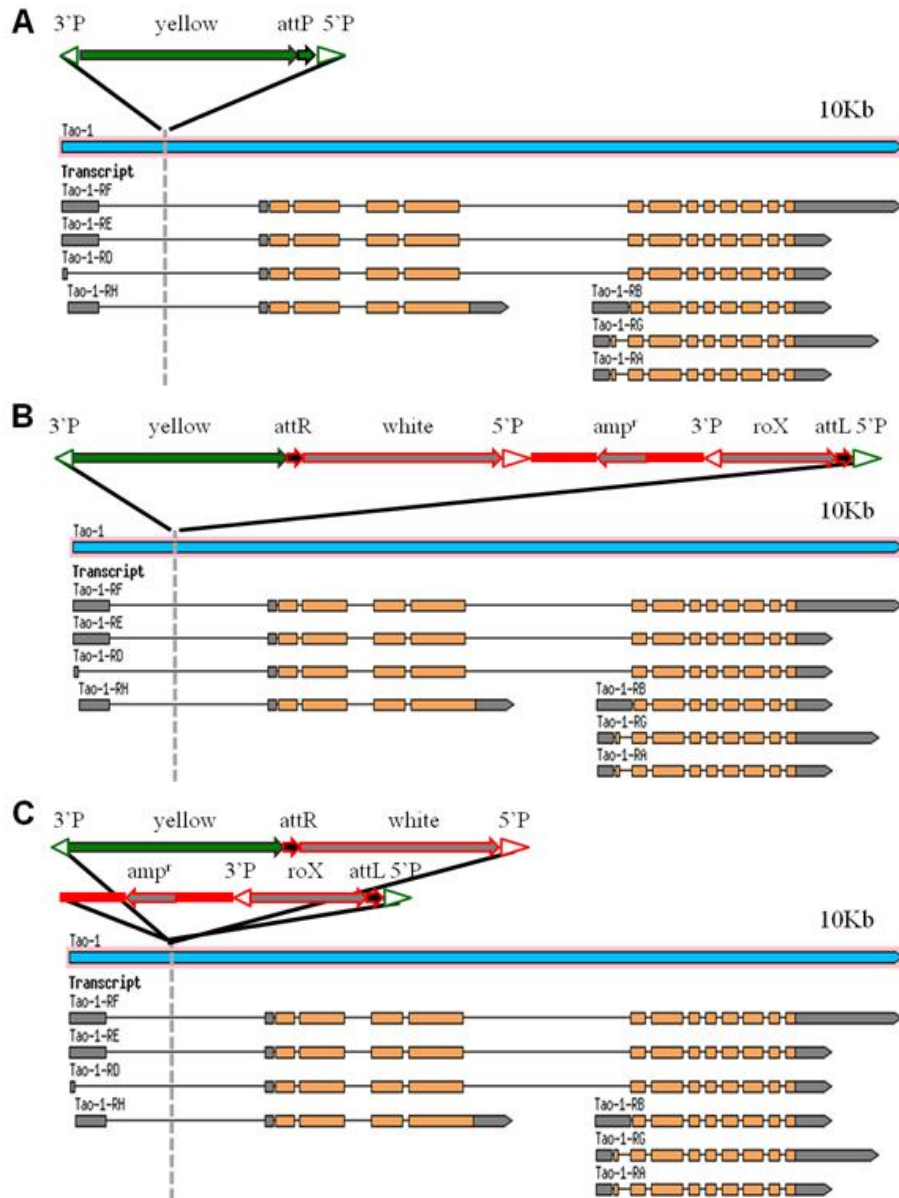 A
3'P yellow attP 5'P
10Kb
Tao-1
Transcript
Tao-1-RF
Tao-1-RE
Tao-1-RD
Tao-1-RH Tao-1-RB
Tao-1-RG
Tao-1-RA
B
3'P yellow attR white 5'P ampʳ 3'P roX attL 5'P
10Kb
Tao-1
Transcript
Tao-1-RF
Tao-1-RE
Tao-1-RD
Tao-1-RH Tao-1-RB
Tao-1-RG
Tao-1-RA
C
3'P yellow attR white 5'P
ampʳ 3'P roX attL 5'P
10Kb
Tao-1
Transcript
Tao-1-RF
Tao-1-RE
Tao-1-RD
Tao-1-RH Tao-1-RB
Tao-1-RG
Tao-1-RA